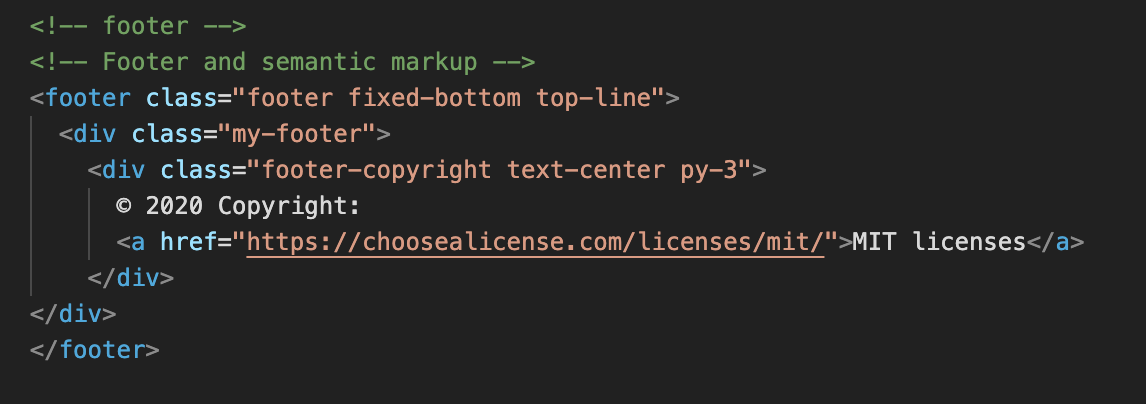 <!-- footer -->
<!-- Footer and semantic markup -->
<footer class="footer fixed-bottom top-line">
<div class="my-footer">
<div class="footer-copyright text-center py-3">
© 2020 Copyright:
<a href="https://choosealicense.com/licenses/mit/">MIT licenses</a>
</div>
</div>
</footer>